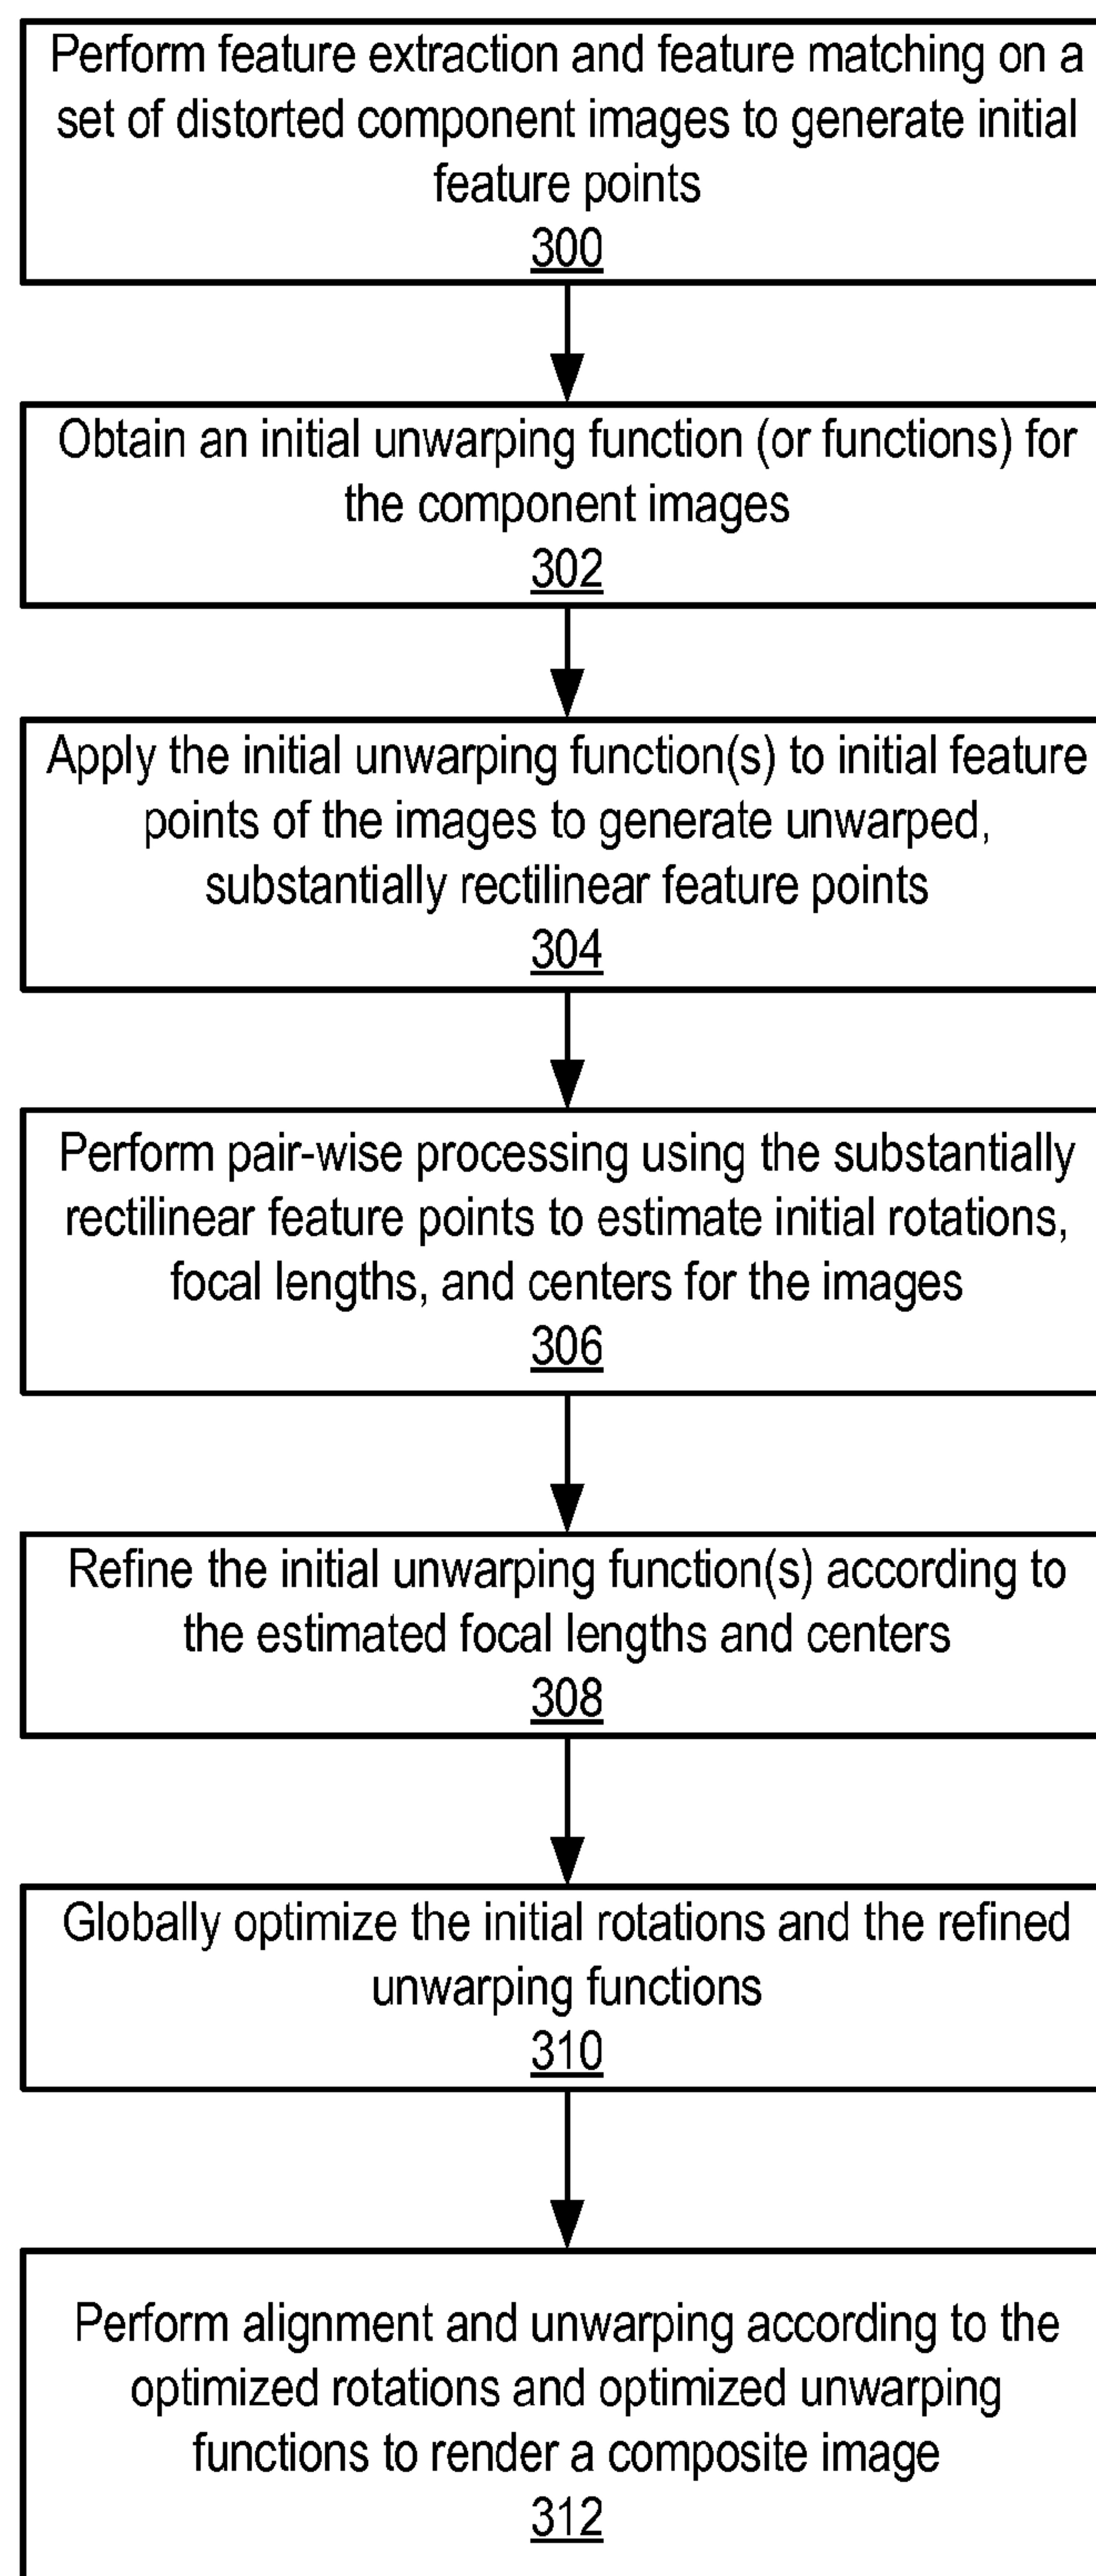 Perform feature extraction and feature matching on a
set of distorted component images to generate initial
feature points
300
Obtain an initial unwarping function (or functions) for
the component images
302
Apply the initial unwarping function(s) to initial feature
points of the images to generate unwarped,
substantially rectilinear feature points
304
Perform pair-wise processing using the substantially
rectilinear feature points to estimate initial rotations,
focal lengths, and centers for the images
306
Refine the initial unwarping function(s) according to
the estimated focal lengths and centers
308
Globally optimize the initial rotations and the refined
unwarping functions
310
Perform alignment and unwarping according to the
optimized rotations and optimized unwarping
functions to render a composite image
312